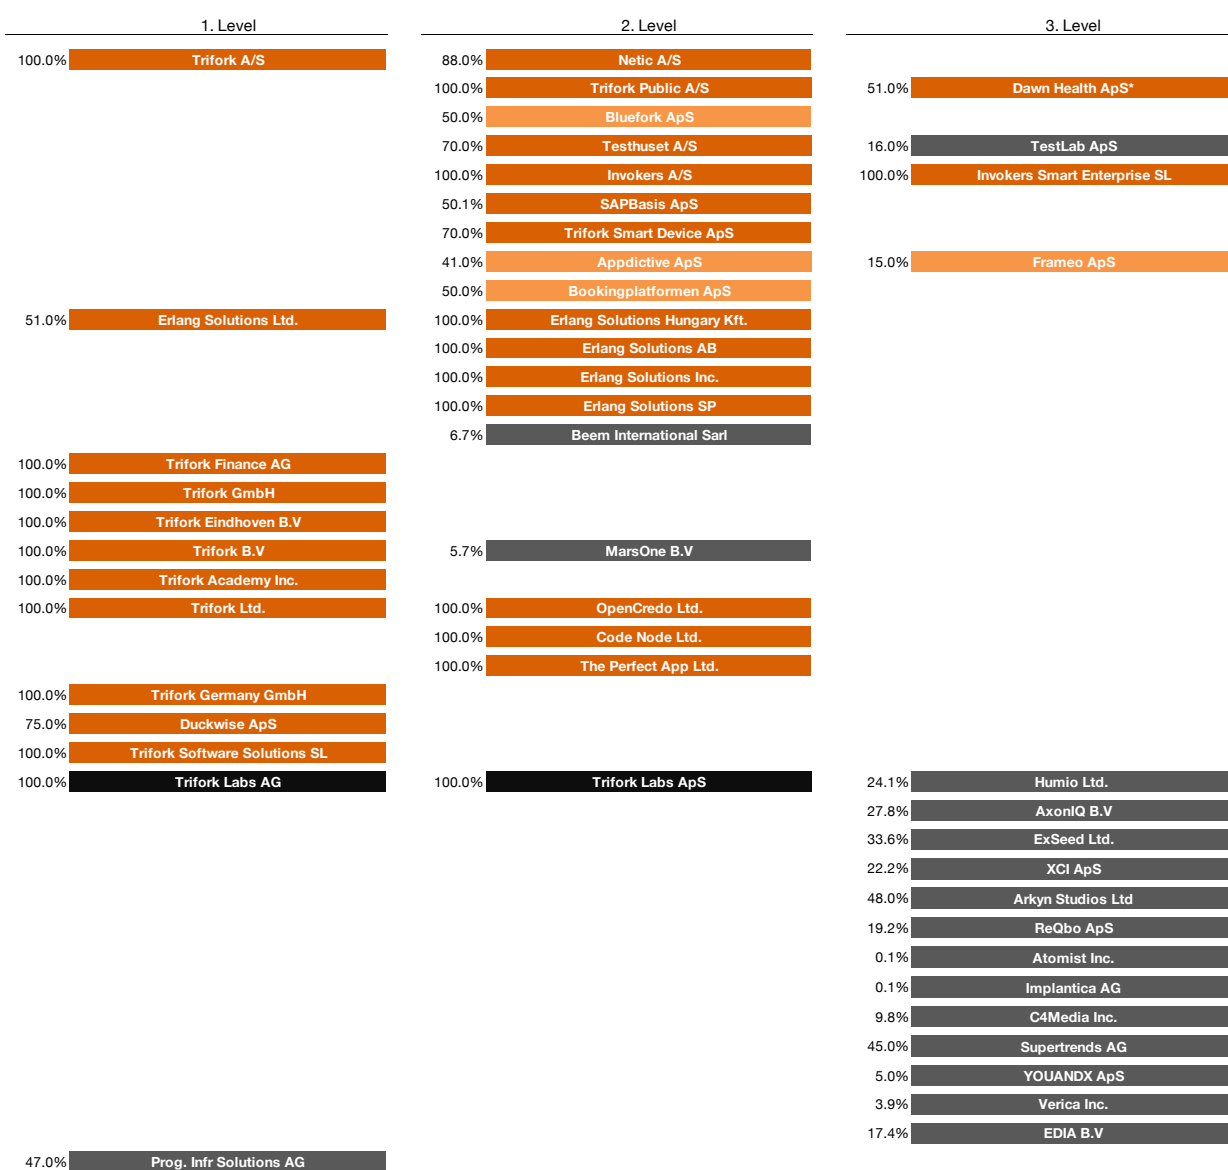 1. Level 2. Level 3. Level
100.0% Trifork A/S 88.0% Netic A/S
100.0% Trifork Public A/S 51.0% Dawn Health ApS*
50.0% Bluefork ApS
70.0% Testhuset A/S 16.0% TestLab ApS
100.0% Invokers A/S 100.0% Invokers Smart Enterprise SL
50.1% SAPBasis ApS
70.0% Trifork Smart Device ApS
41.0% Appdictive ApS 15.0% Frameo ApS
50.0% Bookingplatformen ApS
51.0% Erlang Solutions Ltd. 100.0% Erlang Solutions Hungary Kft.
100.0% Erlang Solutions AB
100.0% Erlang Solutions Inc.
100.0% Erlang Solutions SP
6.7% Beem International Sarl
100.0% Trifork Finance AG
100.0% Trifork GmbH
100.0% Trifork Eindhoven B.V
100.0% Trifork B.V 5.7% MarsOne B.V
100.0% Trifork Academy Inc.
100.0% Trifork Ltd. 100.0% OpenCredo Ltd.
100.0% Code Node Ltd.
100.0% The Perfect App Ltd.
100.0% Trifork Germany GmbH
75.0% Duckwise ApS
100.0% Trifork Software Solutions SL
100.0% Trifork Labs AG 100.0% Trifork Labs ApS 24.1% Humio Ltd.
27.8% AxonIQ B.V
33.6% ExSeed Ltd.
22.2% XCI ApS
48.0% Arkyn Studios Ltd
19.2% ReQbo ApS
0.1% Atomist Inc.
0.1% Implantica AG
9.8% C4Media Inc.
45.0% Supertrends AG
5.0% YOUANDX ApS
3.9% Verica Inc.
17.4% EDIA B.V
47.0% Prog. Infr Solutions AG